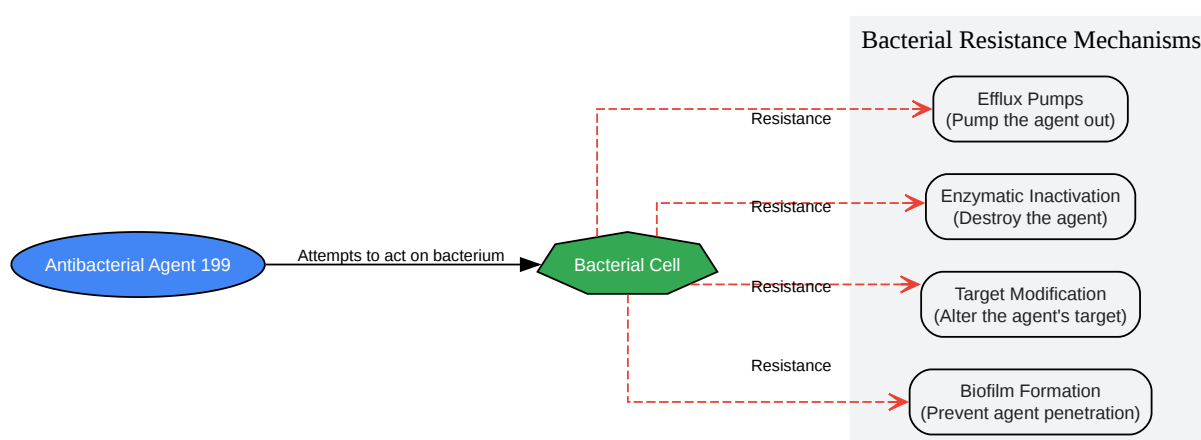 Bacterial Resistance Mechanisms
Efflux Pumps
(Pump the agent out)
Resistance
Enzymatic Inactivation
(Destroy the agent)
Resistance
Antibacterial Agent 199
Attempts to act on bacterium
Bacterial Cell
Resistance
Target Modification
(Alter the agent's target)
Resistance
Biofilm Formation
(Prevent agent penetration)